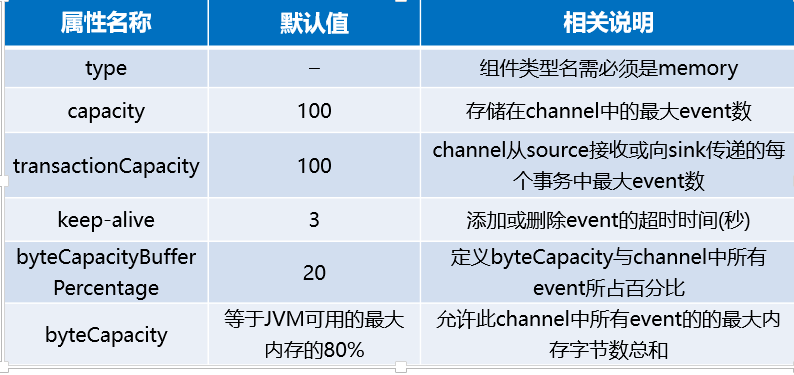 属性名称 默认值 相关说明
type – 组件类型名需必须是memory
capacity 100 存储在channel中的最大event数
transactionCapacity 100 channel从source接收或向sink传递的每
个事务中最大event数
keep-alive 3 添加或删除event的超时时间(秒)
byteCapacityBuffer
Percentage 20 定义byteCapacity与channel中所有
event所占百分比
byteCapacity 等于JVM可用的最大
内存的80% 允许此channel中所有event的的最大内
存字节数总和